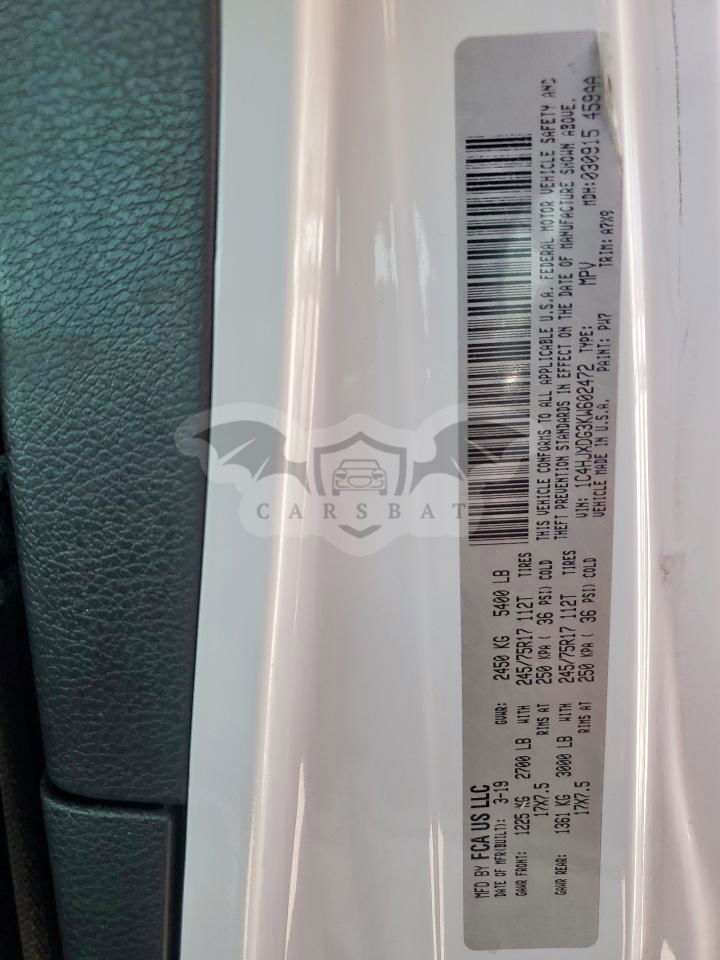 MFD BY FCA US LLC
DATE OF MFR(BUILT): 3-19 GVWR: 2450 KG 5400 LB
GAWR FRONT: 1225 KG 2700 LB WITH 245/75R17 112T TIRES
17X7.5 RIMS AT 250 KPA ( 36 PSI) COLD
GAWR REAR: 1361 KG 3000 LB WITH 245/75R17 112T TIRES
17X7.5 RIMS AT 250 KPA ( 36 PSI) COLD
THIS VEHICLE CONFORMS TO ALL APPLICABLE U.S.A. FEDERAL MOTOR VEHICLE SAFETY AND
THEFT PREVENTION STANDARDS IN EFFECT ON THE DATE OF MANUFACTURE SHOWN ABOVE.
VIN: 1C4HJXDG3KW602472 TYPE: MPV MDH:030915 4594A
VEHICLE MADE IN U.S.A. PAINT: PW7 TRIM: A7X9
CARSBAT